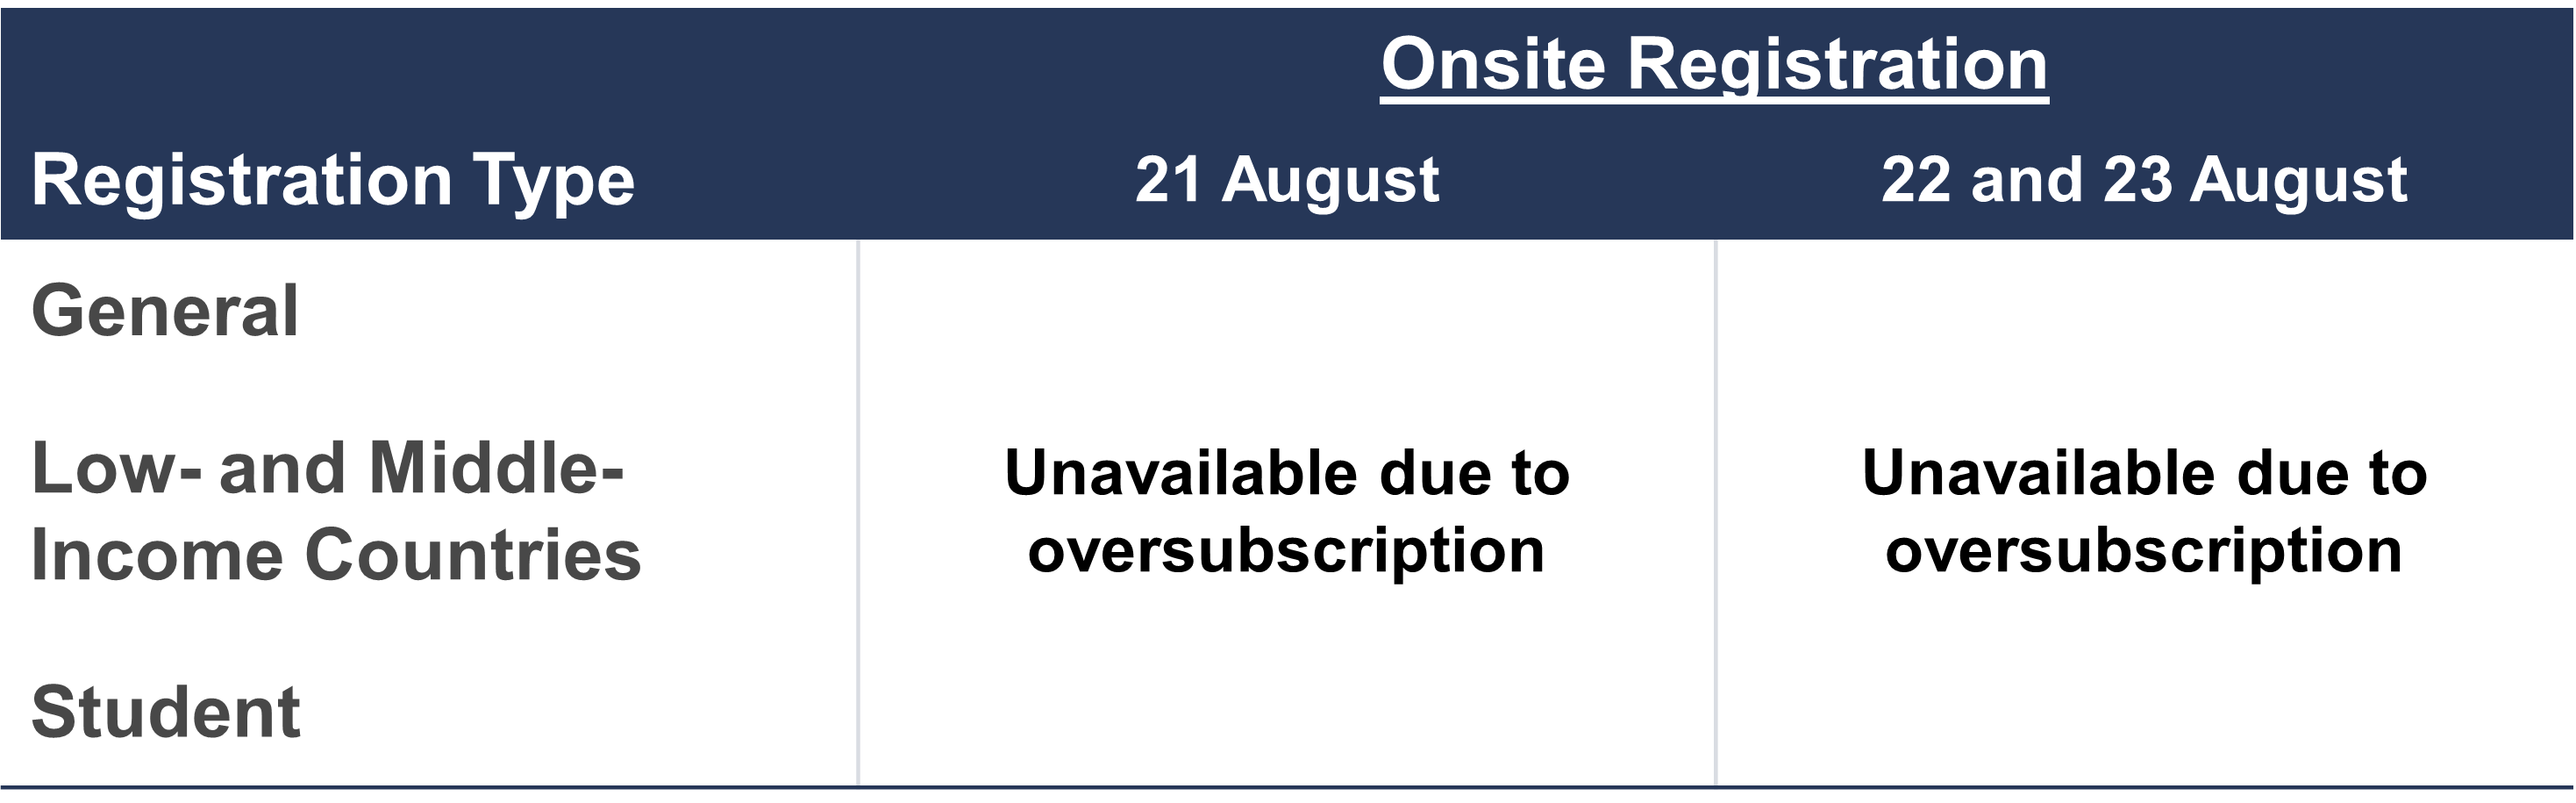 Onsite Registration
Registration Type
21 August
22 and 23 August
General
Low- and Middle-
Income Countries
Student
Unavailable due to
oversubscription
Unavailable due to
oversubscription